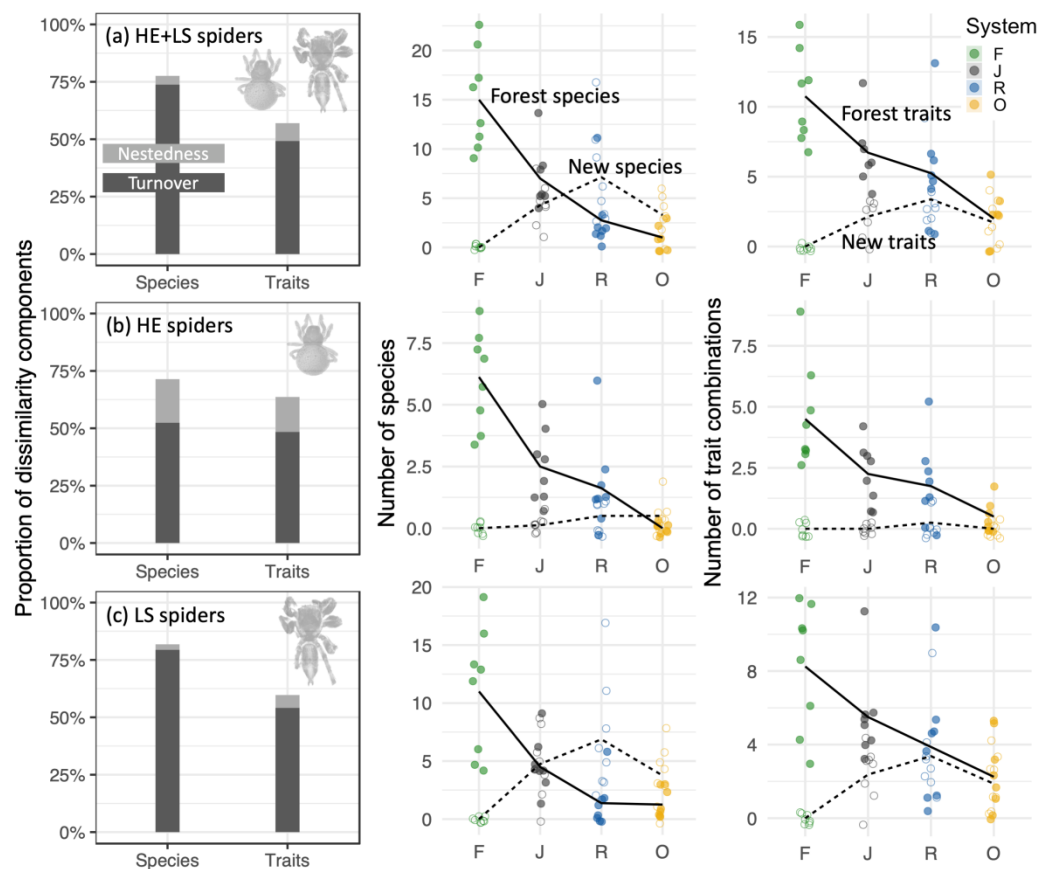 Proportion of dissimilarity components
(a) HE+LS spiders
100%
75%
50%
25%
0%
Nestedness
Turnover
Species
Traits
20
15
10
5
0
Forest species
New species
F
J
R
O
15
10
5
0
Forest traits
New traits
F
J
R
O
System
F
J
R
O
(b) HE spiders
100%
75%
50%
25%
0%
Species
Traits
Number of species
7.5
5.0
2.5
0.0
F
J
R
O
Number of trait combinations
7.5
5.0
2.5
0.0
F
J
R
O
(c) LS spiders
100%
75%
50%
25%
0%
Species
Traits
20
15
10
5
0
F
J
R
O
12
8
4
0
F
J
R
O